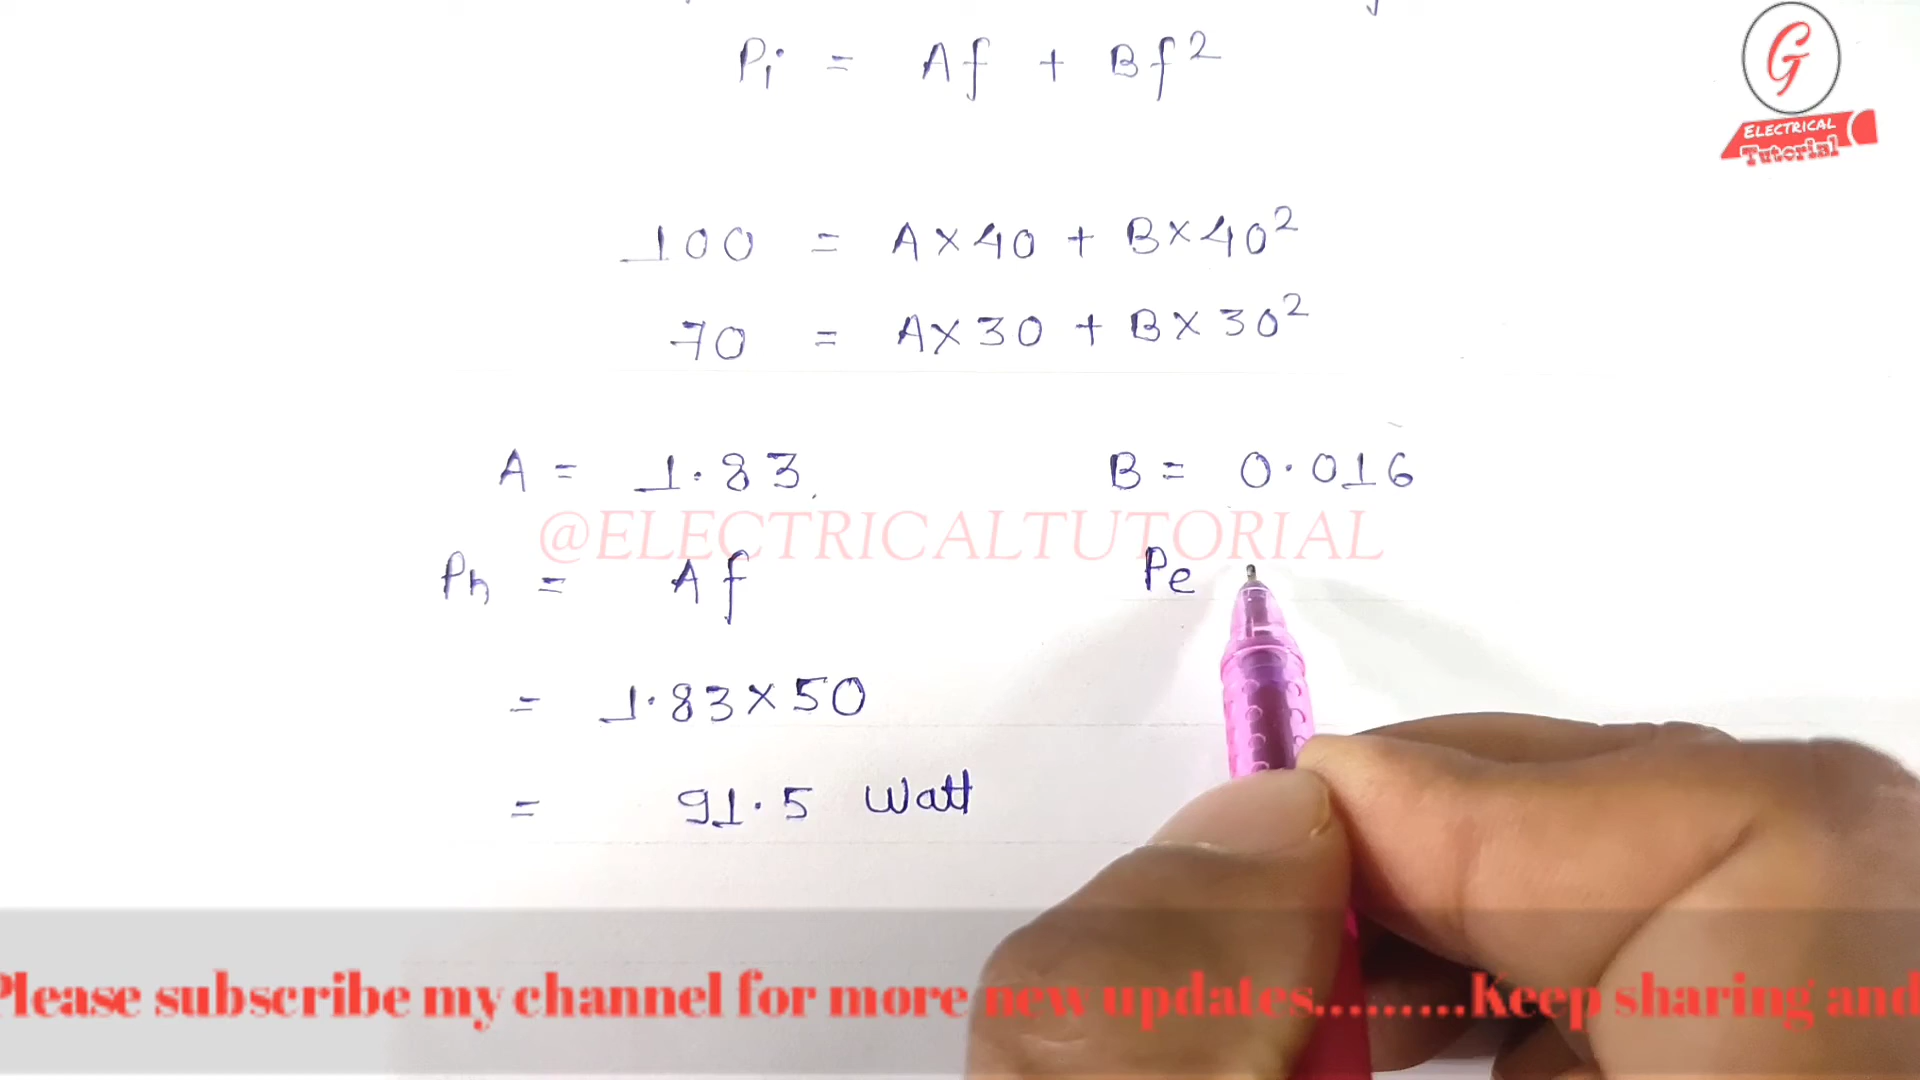 Pi = Af + Bf²
G
ELECTRICAL
Tutorial
100 = A×40 + B×40²
70 = A×30 + B×30²
A = 1.83 B = 0.016
@ELECTRICALTUTORIAL
Ph = Af Pe
= 1.83×50
= 91.5 Watt
Please subscribe my channel for more new updates.........Keep sharing and